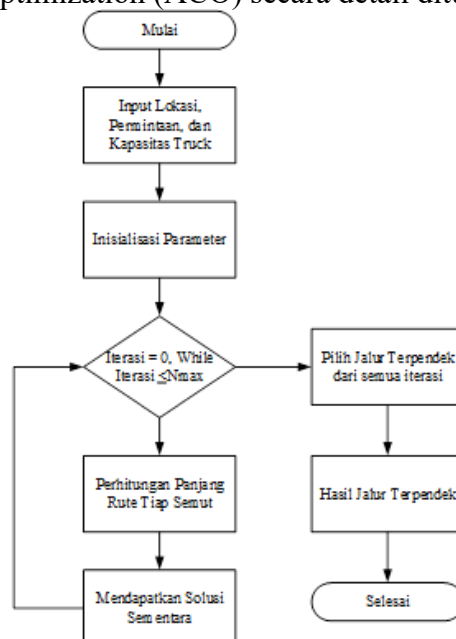 ptimization (ACO) secara detail dit
Mulai
Input Lokasi,
Permintaan, dan
Kapasitas Truck
Inisialisasi Parameter
Iterasi = 0, While
Iterasi ≤Nmax
Perhitungan Panjang
Rute Tiap Semut
Mendapatkan Solusi
Sementara
Pilih Jalur Terpendek
dari semua iterasi
Hasil Jalur Terpendek
Selesai